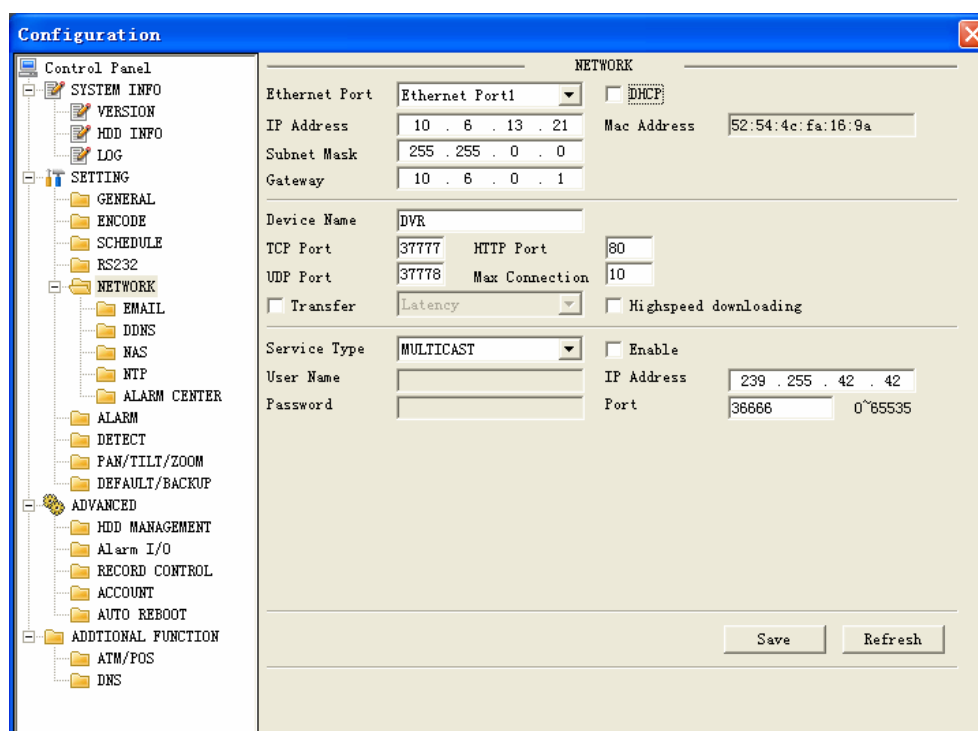 Configuration
Control Panel
SYSTEM INFO
VERSION
HDD INFO
LOG
SETTING
GENERAL
ENCODE
SCHEDULE
RS232
NETWORK
EMAIL
DDNS
NAS
NTP
ALARM CENTER
ALARM
DETECT
PAN/TILT/ZOOM
DEFAULT/BACKUP
ADVANCED
HDD MANAGEMENT
Alarm I/O
RECORD CONTROL
ACCOUNT
AUTO REBOOT
ADDTIONAL FUNCTION
ATM/POS
DNS
NETWORK
Ethernet Port Ethernet Port1 DHCP
IP Address 10 . 6 . 13 . 21 Mac Address 52:54:4c:fa:16:9a
Subnet Mask 255 . 255 . 0 . 0
Gateway 10 . 6 . 0 . 1
Device Name DVR
TCP Port 37777 HTTP Port 80
UDP Port 37778 Max Connection 10
Transfer Latency Highspeed downloading
Service Type MULTICAST Enable
User Name IP Address 239 . 255 . 42 . 42
Password Port 36666 0~65535
Save Refresh